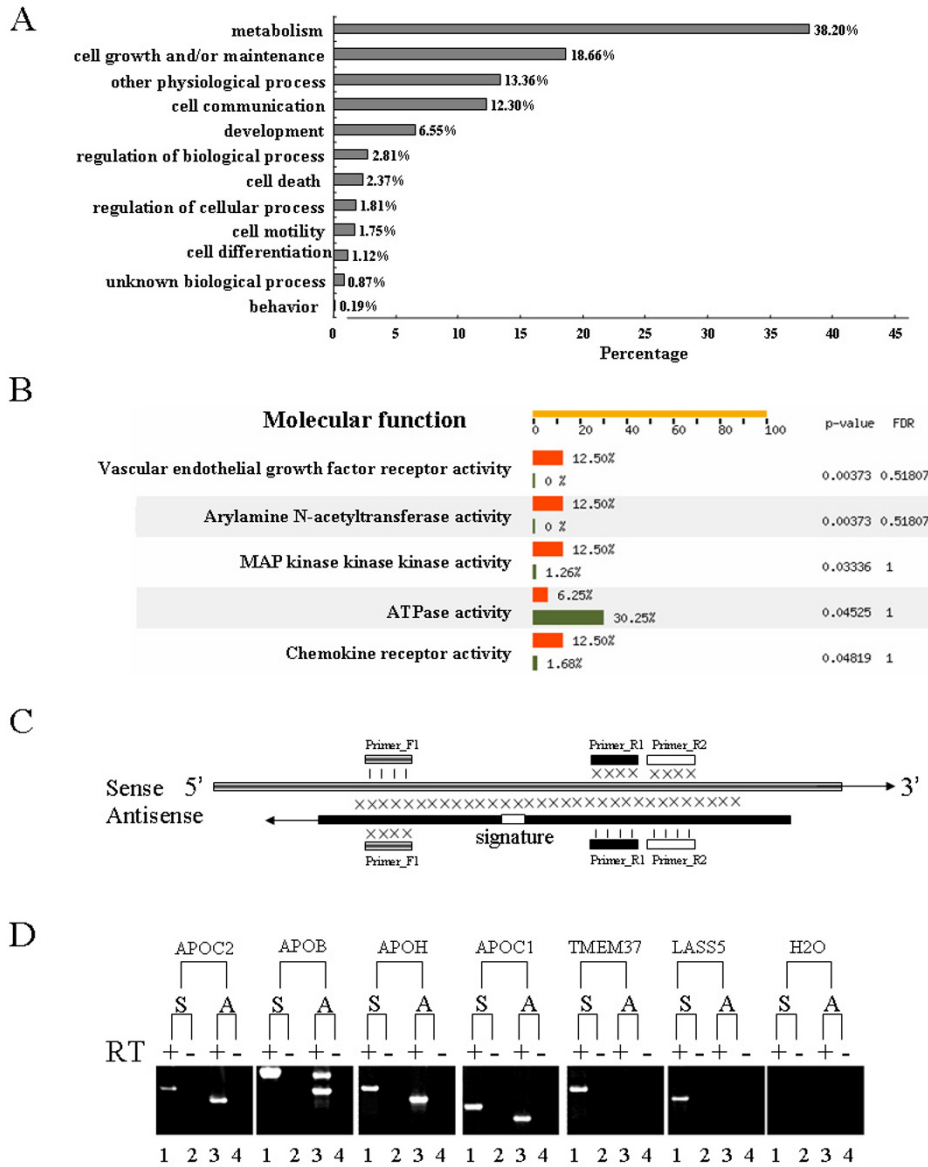 A
metabolism 38.20%
cell growth and/or maintenance 18.66%
other physiological process 13.36%
cell communication 12.30%
development 6.55%
regulation of biological process 2.81%
cell death 2.37%
regulation of cellular process 1.81%
cell motility 1.75%
cell differentiation 1.12%
unknown biological process 0.87%
behavior 0.19%
0 5 10 15 20 25 30 35 40 45
Percentage
B
Molecular function
0 20 40 60 80 100 p-value FDR
Vascular endothelial growth factor receptor activity 12.50%
0 % 0.00373 0.51807
Arylamine N-acetyltransferase activity 12.50%
0 % 0.00373 0.51807
MAP kinase kinase kinase activity 12.50%
1.26% 0.03336 1
ATPase activity 6.25%
30.25% 0.04525 1
Chemokine receptor activity 12.50%
1.68% 0.04819 1
C
Primer_F1 Primer_R1 Primer_R2
Sense 5’ 3’
Antisense
signature
Primer_F1 Primer_R1 Primer_R2
D
APOC2 APOB APOH APOC1 TMEM37 LASS5 H2O
S A S A S A S A S A S A S A
RT + - + - + - + - + - + - + - + - + - + - + - + - + - + -
1 2 3 4 1 2 3 4 1 2 3 4 1 2 3 4 1 2 3 4 1 2 3 4 1 2 3 4